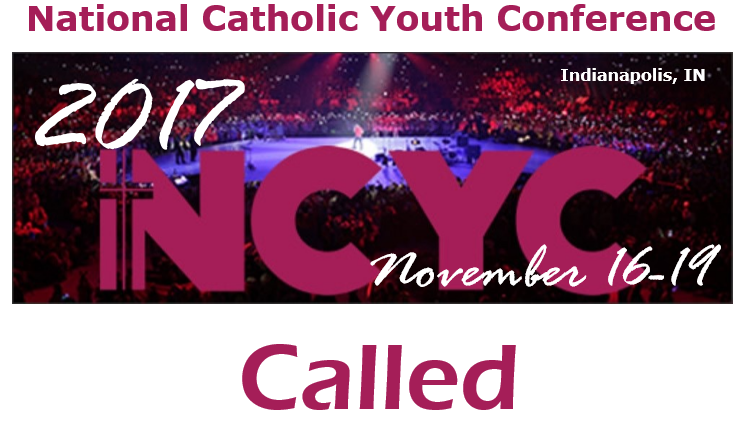 National Catholic Youth Conference
Indianapolis, IN
2017
NCYC
November 16-19
Called